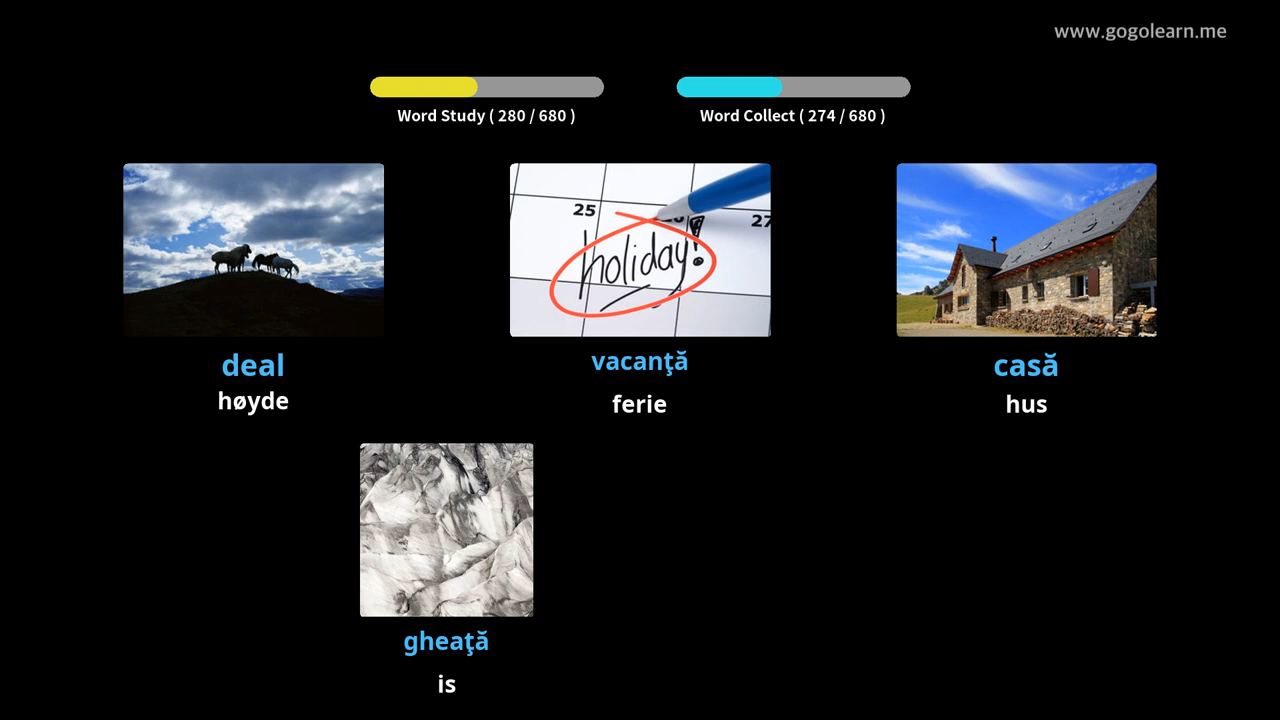 www.gogolearn.me
Word Study ( 280 / 680 )
Word Collect ( 274 / 680 )
25
27
holiday!
deal
høyde
vacanţă
ferie
casă
hus
gheaţă
is